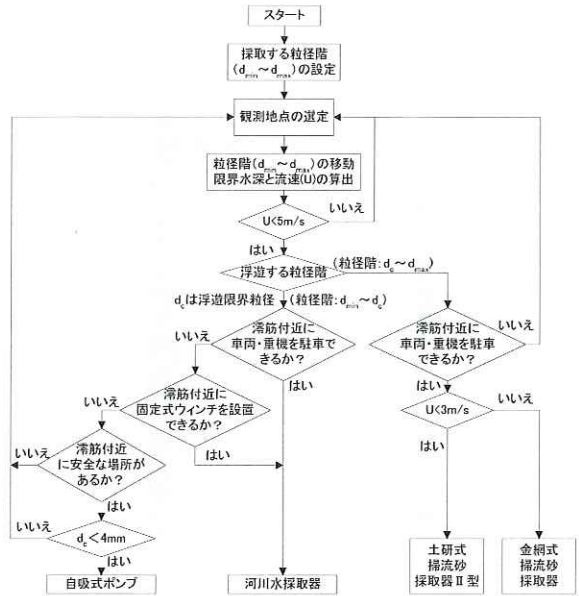 スタート
採取する粒径階
(dmin～dmax)の設定
観測地点の選定
粒径階(dmin～dmax)の移動
限界水深と流速(U)の算出
いいえ
U<5m/s
はい
浮遊する粒径階
(粒径階:dc～dmax)
dcは浮遊限界粒径
(粒径階:dmin～dc)
澪筋付近に
車両・重機を駐車で
きるか?
いいえ
はい
澪筋付近に
車両・重機を駐車
できるか?
いいえ
はい
澪筋付近に
固定式ウィンチを設置
できるか?
いいえ
はい
U<3m/s
いいえ
はい
澪筋付近
に安全な場所が
あるか?
いいえ
はい
dc<4mm
いいえ
はい
自吸式ポンプ
河川水採取器
土研式
掃流砂
採取器Ⅱ型
金網式
掃流砂
採取器